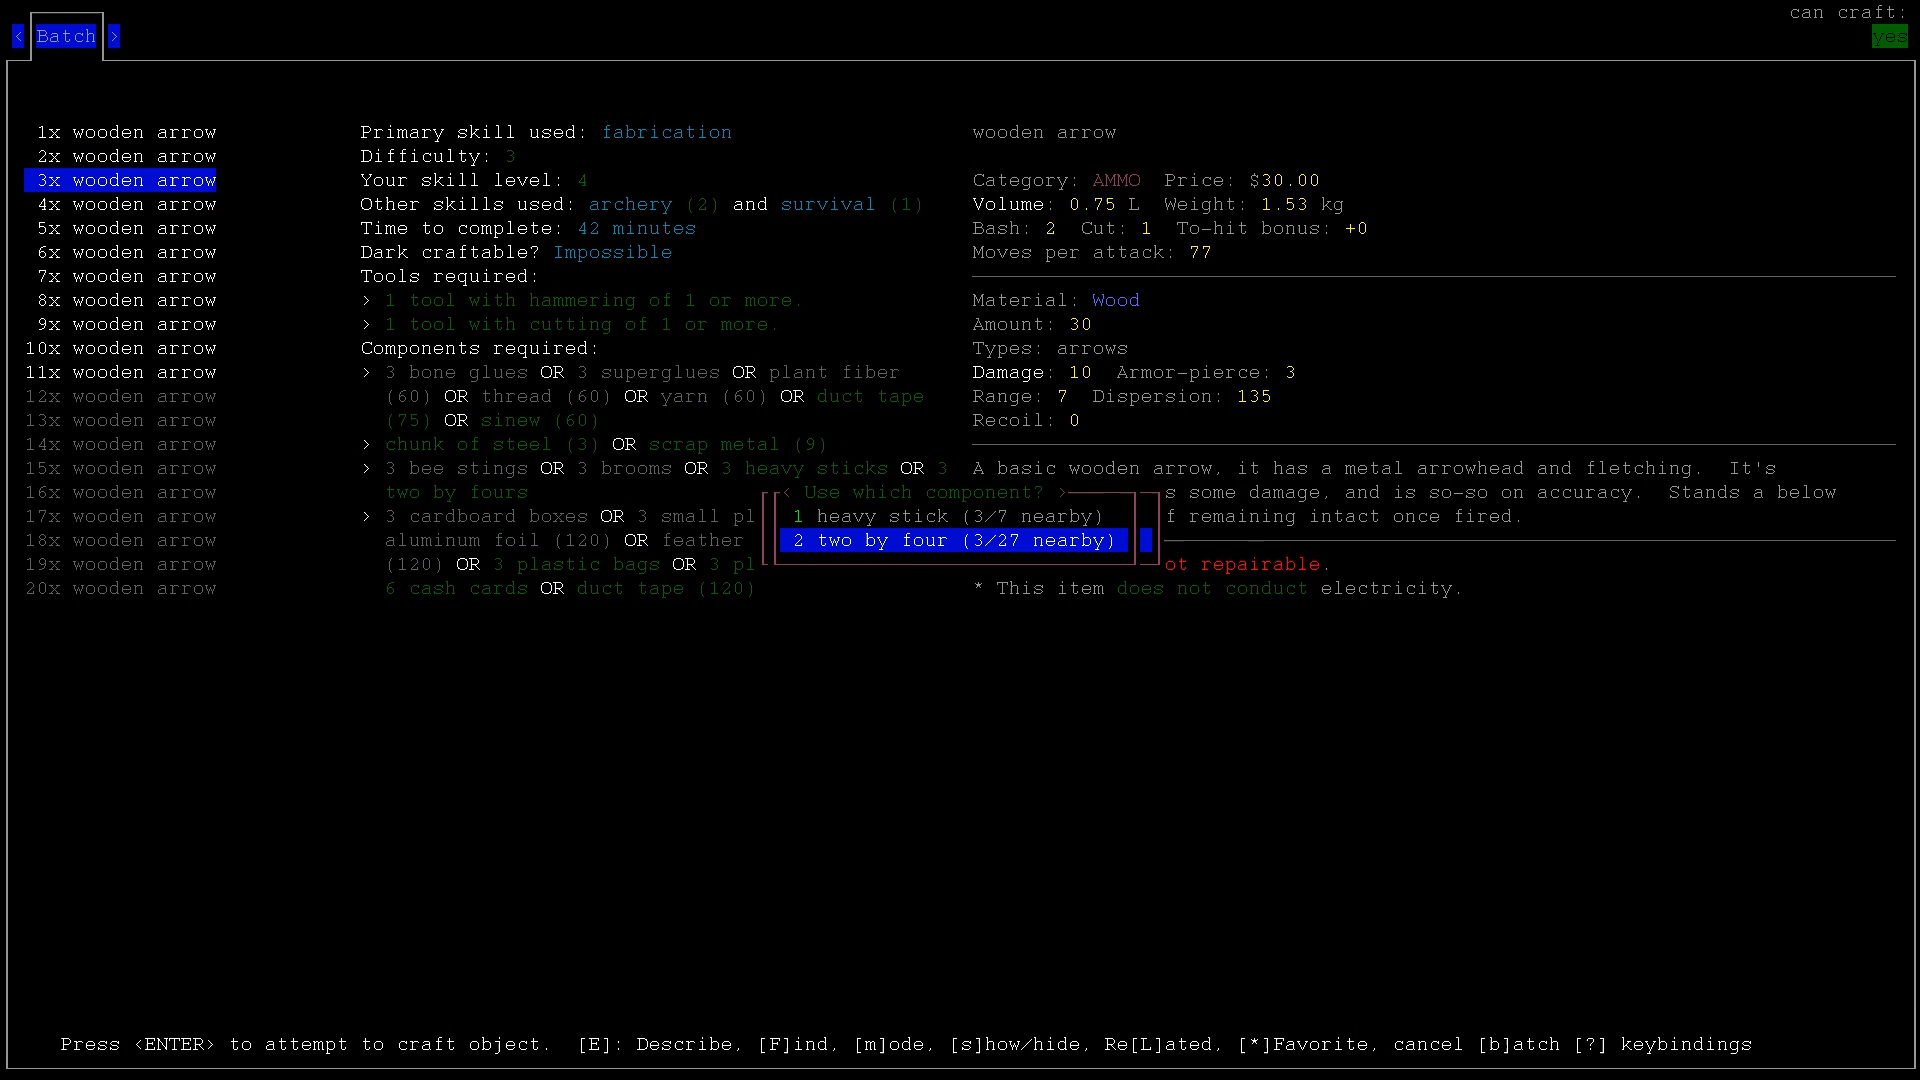 can craft:
< Batch >
yes
1x wooden arrow
2x wooden arrow
3x wooden arrow
4x wooden arrow
5x wooden arrow
6x wooden arrow
7x wooden arrow
8x wooden arrow
9x wooden arrow
10x wooden arrow
11x wooden arrow
12x wooden arrow
13x wooden arrow
14x wooden arrow
15x wooden arrow
16x wooden arrow
17x wooden arrow
18x wooden arrow
19x wooden arrow
20x wooden arrow
Primary skill used: fabrication
Difficulty: 3
Your skill level: 4
Other skills used: archery (2) and survival (1)
Time to complete: 42 minutes
Dark craftable? Impossible
Tools required:
> 1 tool with hammering of 1 or more.
> 1 tool with cutting of 1 or more.
Components required:
> 3 bone glues OR 3 superglues OR plant fiber
(60) OR thread (60) OR yarn (60) OR duct tape
(75) OR sinew (60)
> chunk of steel (3) OR scrap metal (9)
> 3 bee stings OR 3 brooms OR 3 heavy sticks OR 3
two by fours
> 3 cardboard boxes OR 3 small pl
aluminum foil (120) OR feather
(120) OR 3 plastic bags OR 3 pl
6 cash cards OR duct tape (120)
< Use which component? >
1 heavy stick (3/7 nearby)
2 two by four (3/27 nearby)
wooden arrow
Category: AMMO Price: $30.00
Volume: 0.75 L Weight: 1.53 kg
Bash: 2 Cut: 1 To-hit bonus: +0
Moves per attack: 77
Material: Wood
Amount: 30
Types: arrows
Damage: 10 Armor-pierce: 3
Range: 7 Dispersion: 135
Recoil: 0
A basic wooden arrow, it has a metal arrowhead and fletching. It's
s some damage, and is so-so on accuracy. Stands a below
f remaining intact once fired.
ot repairable.
* This item does not conduct electricity.
Press <ENTER> to attempt to craft object. [E]: Describe, [F]ind, [m]ode, [s]how/hide, Re[L]ated, [*]Favorite, cancel [b]atch [?] keybindings